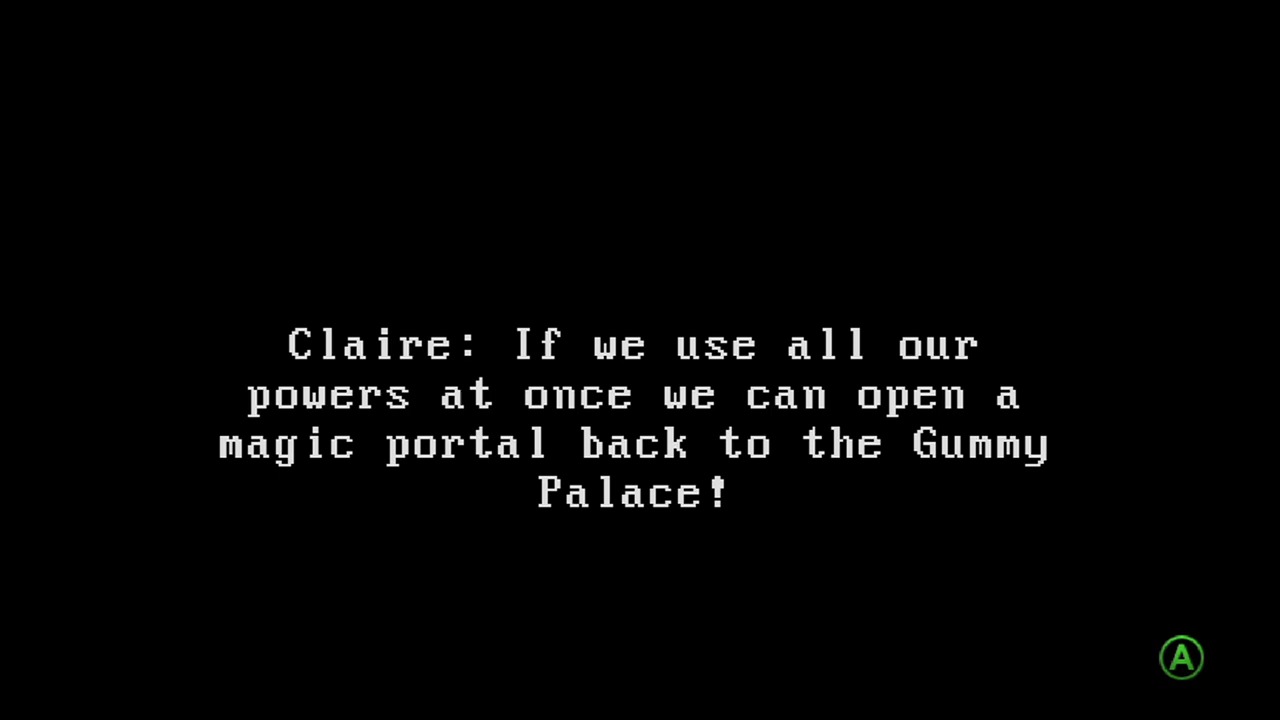 Claire: If we use all our
powers at once we can open a
magic portal back to the Gummy
Palace!
A